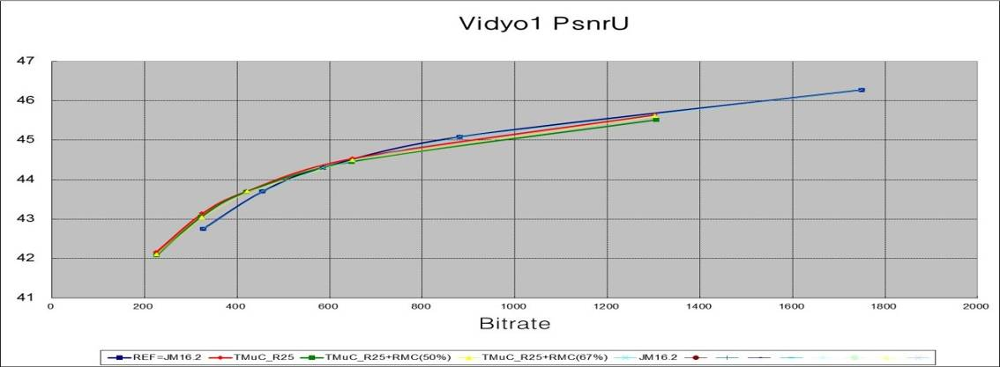 Vidyo1 PsnrU
47
46
45
44
43
42
41
0 200 400 600 800 1000 1200 1400 1600 1800 2000
Bitrate
REF=JM16.2 TMuC_R25 TMuC_R25+RMC(50%) TMuC_R25+RMC(67%) JM16.2